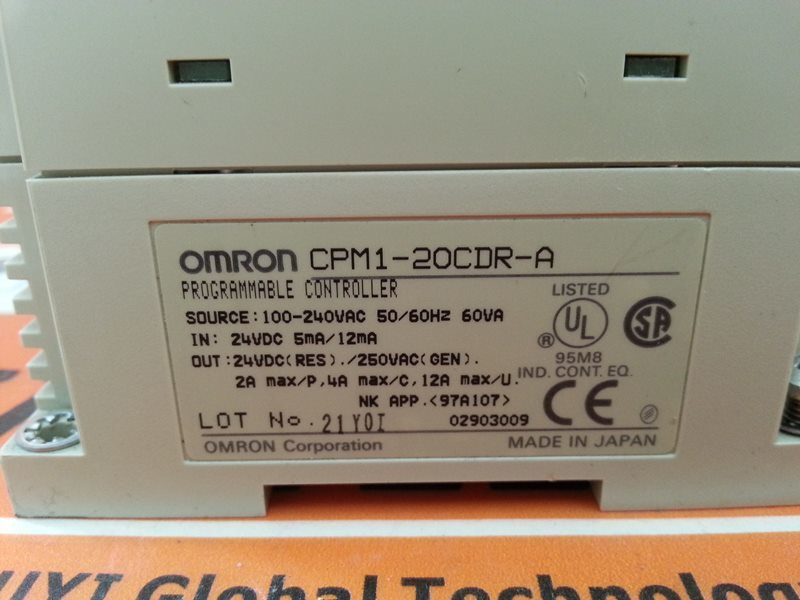 OMRON CPM1-20CDR-A
PROGRAMMABLE CONTROLLER
SOURCE:100-240VAC 50/60Hz 60VA
IN: 24VDC 5mA/12mA
OUT:24VDC(RES)./250VAC(GEN).
2A max/P,4A max/C,12A max/U.
NK APP.<97A107>
LISTED
UL
®
95M8
IND. CONT. EQ.
SA
CE
LOT No. 21Y0I
02903009
OMRON Corporation
MADE IN JAPAN
Global Technology